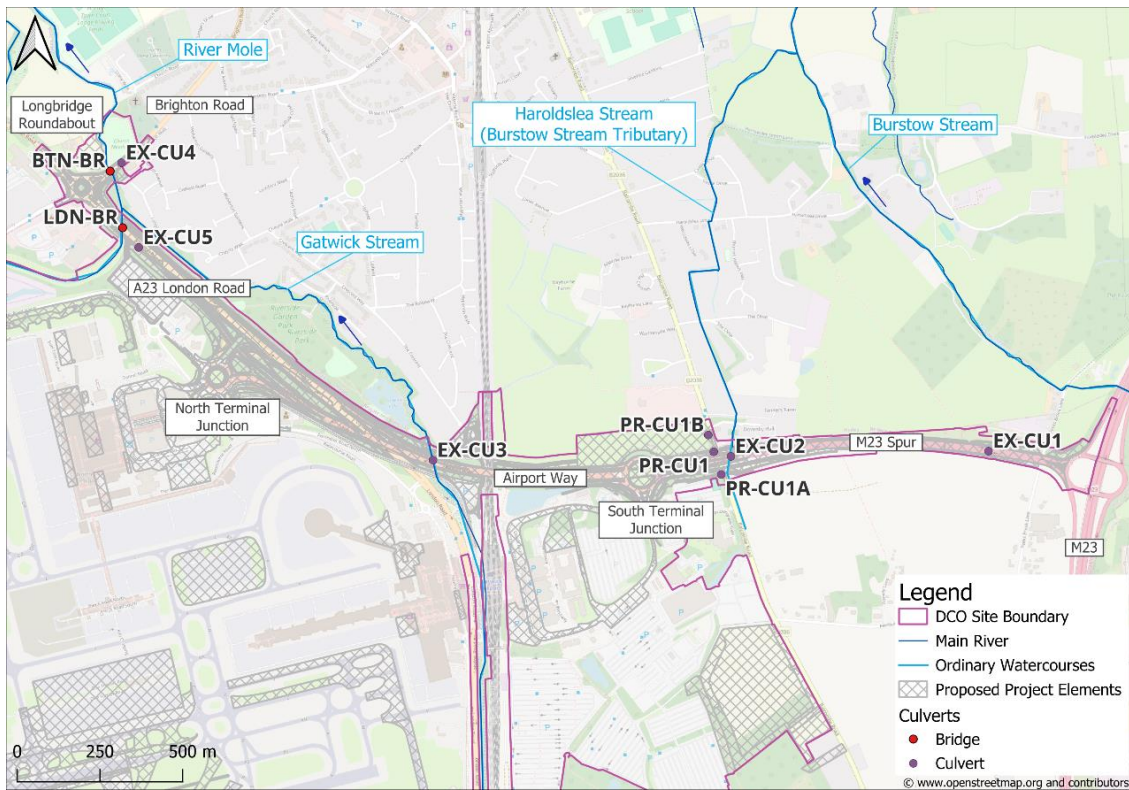 River Mole
Longbridge
Roundabout
Brighton Road
Haroldslea Stream
(Burstow Stream Tributary)
Burstow Stream
BTN-BR
EX-CU4
LDN-BR
EX-CU5
Gatwick Stream
A23 London Road
North Terminal
Junction
EX-CU3
Airport Way
PR-CU1B
PR-CU1
EX-CU2
PR-CU1A
M23 Spur
EX-CU1
South Terminal
Junction
M23
Legend
DCO Site Boundary
Main River
Ordinary Watercourses
Proposed Project Elements
Culverts
Bridge
Culvert
0 250 500 m
© www.openstreetmap.org and contributors